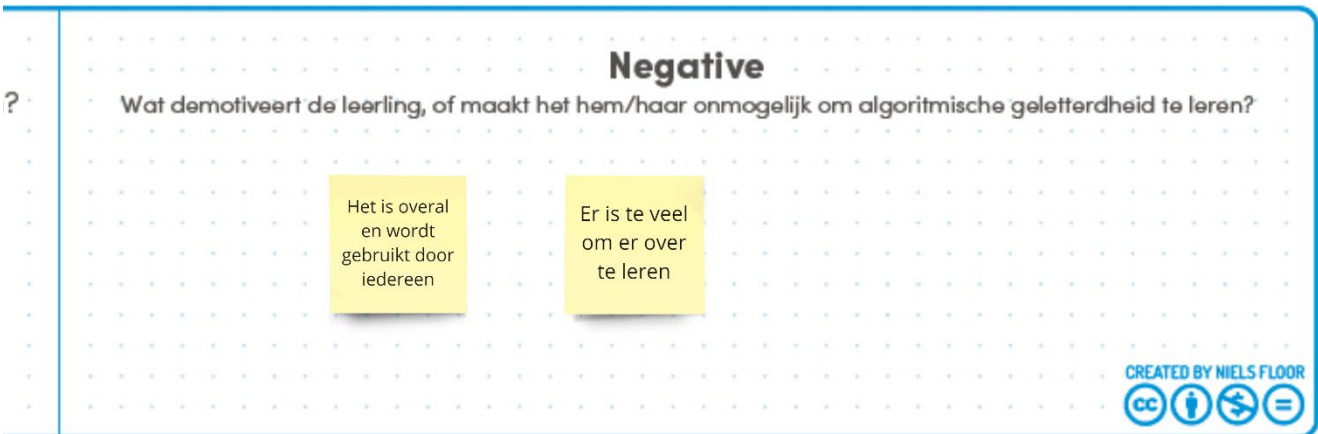 Negative
?
Wat demotiveert de leerling, of maakt het hem/haar onmogelijk om algoritmische geletterdheid te leren?
Het is overal
en wordt
gebruikt door
iedereen
Er is te veel
om er over
te leren
CREATED BY NIELS FLOOR
cc